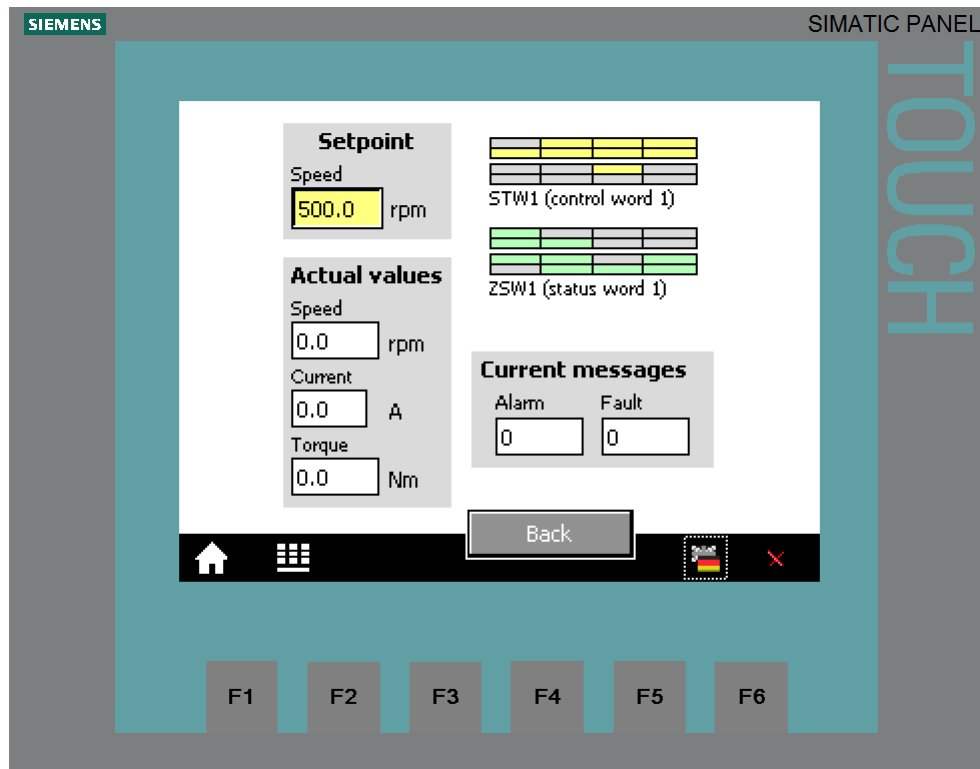 SIEMENS
SIMATIC PANEL
TOUCH
Setpoint
Speed
500.0 rpm
STW1 (control word 1)
ZSW1 (status word 1)
Actual values
Speed
0.0 rpm
Current
0.0 A
Torque
0.0 Nm
Current messages
Alarm Fault
0 0
Back
F1 F2 F3 F4 F5 F6